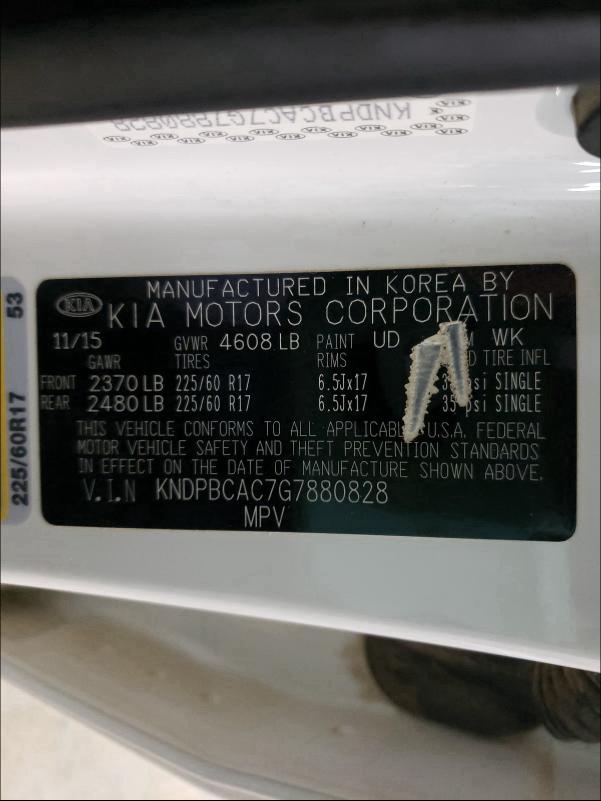 KNDPBCAC7G7880828
53
225/60R17
KIA
MANUFACTURED IN KOREA BY
KIA MOTORS CORPORATION
11/15 GVWR 4608 LB PAINT UD WK
GAWR TIRES RIMS TIRE INFL
FRONT 2370 LB 225/60 R17 6.5Jx17 psi SINGLE
REAR 2480 LB 225/60 R17 6.5Jx17 35 psi SINGLE
THIS VEHICLE CONFORMS TO ALL APPLICABLE U.S.A. FEDERAL
MOTOR VEHICLE SAFETY AND THEFT PREVENTION STANDARDS
IN EFFECT ON THE DATE OF MANUFACTURE SHOWN ABOVE.
V.I.N KNDPBCAC7G7880828
MPV